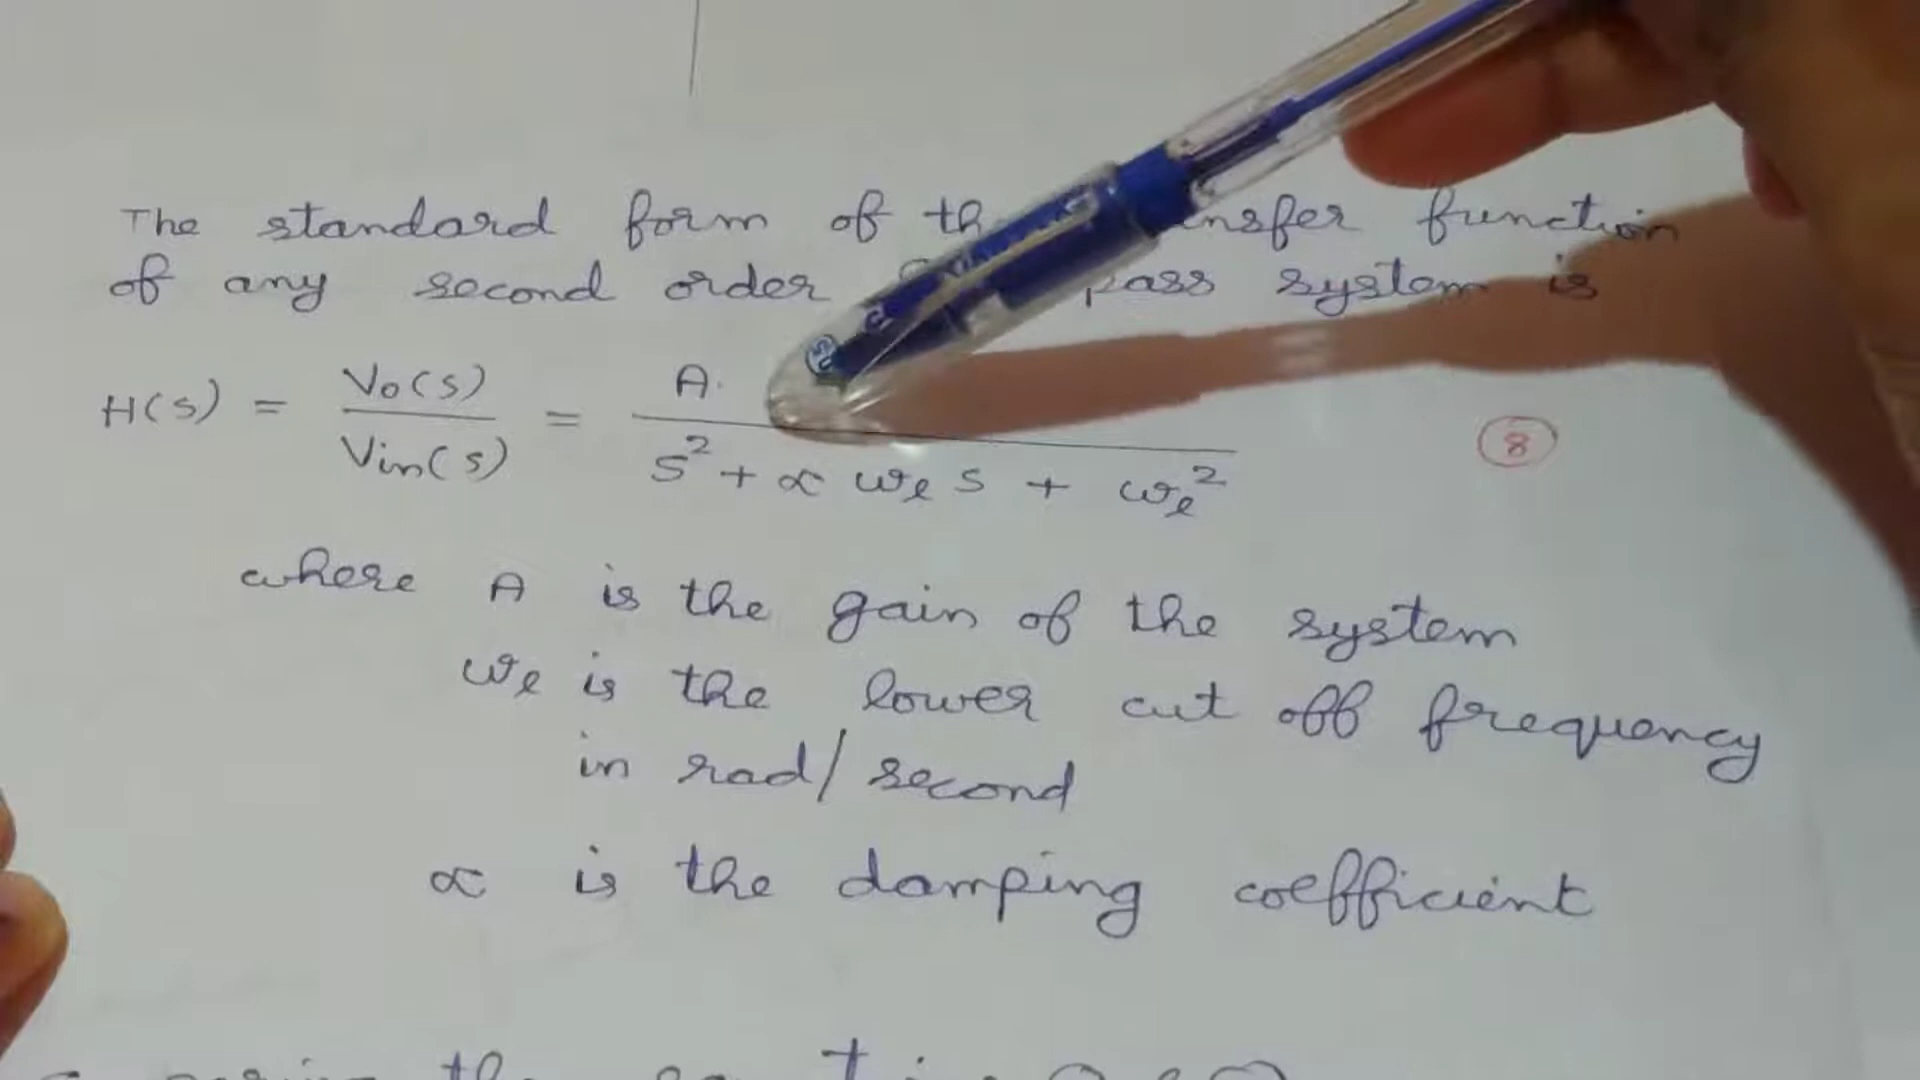 The standard form of th nsfer function
of any second order pass system is
H(s) = Vo(s) / Vin(s) = A. / s² + ∝ ωℓ s + ωℓ² 8
where A is the gain of the system
ωℓ is the lower cut off frequency
in rad/second
∝ is the damping coefficient